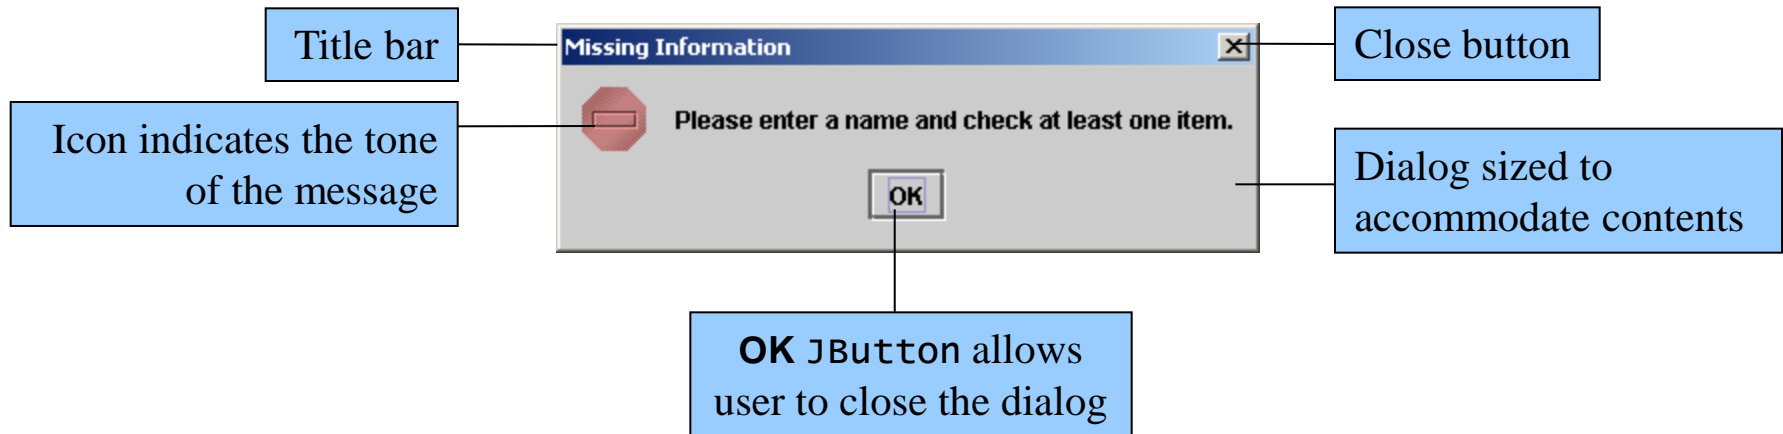 Title bar
Missing Information
Close button
Icon indicates the tone
of the message
Please enter a name and check at least one item.
OK
Dialog sized to
accommodate contents
OK JButton allows
user to close the dialog